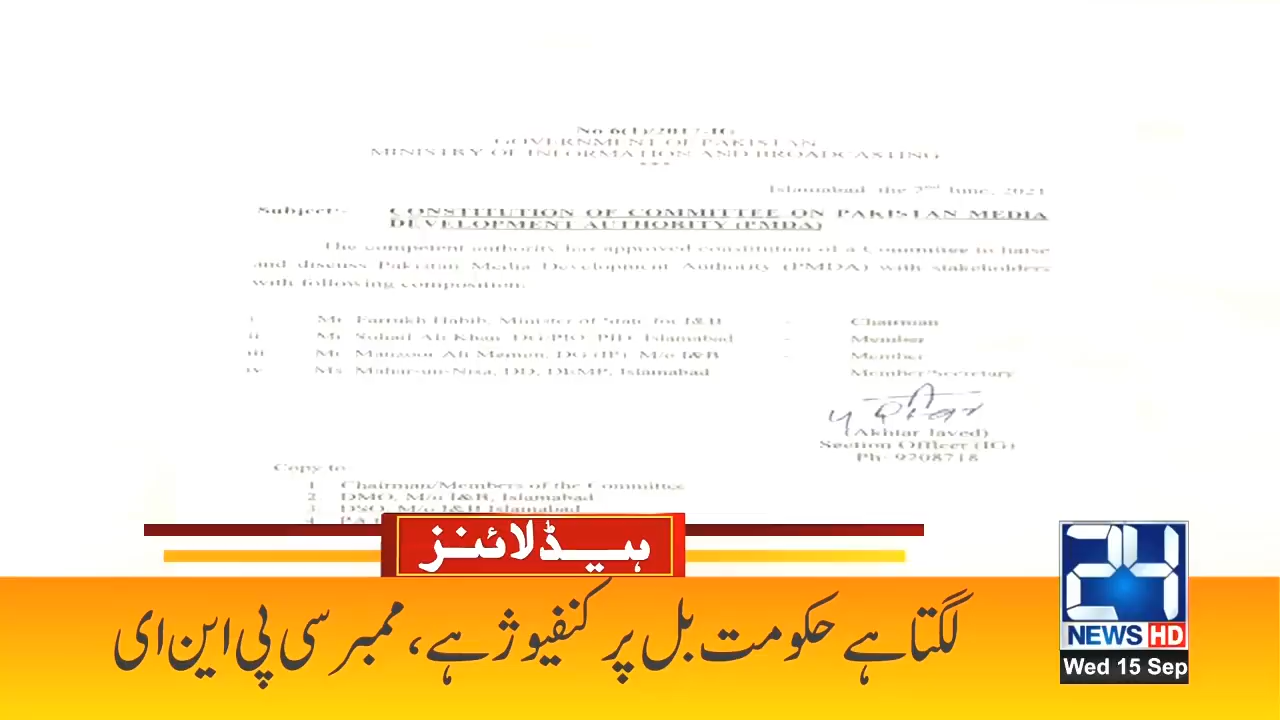 No 6(1)/2017-IG
GOVERNMENT OF PAKISTAN
MINISTRY OF INFORMATION AND BROADCASTING
***
Islamabad, the 2nd June, 2021
Subject:- CONSTITUTION OF COMMITTEE ON PAKISTAN MEDIA
DEVELOPMENT AUTHORITY (PMDA)
The competent authority has approved constitution of a Committee to liaise
and discuss Pakistan Media Development Authority (PMDA) with stakeholders
with following composition:
i Mr. Farrukh Habib, Minister of State for I&B - Chairman
ii Mr. Sohail Ali Khan, DG/PIO, PID, Islamabad - Member
iii Mr. Manzoor Ali Memon, DG (IP), M/o I&B - Member
iv Ms. Mahar-un-Nisa, DD, DEMP, Islamabad Member/Secretary
(Akhtar Javed)
Section Officer (IG)
Ph: 9208718
Copy to:
1. Chairman/Members of the Committee
2. DMO, M/o I&B, Islamabad
3. DSO, M/o I&B Islamabad
ہیڈلائنز
لگتا ہے حکومت بل پر کنفیوژ ہے، ممبر سی پی این ای
24
NEWS HD
Wed 15 Sep